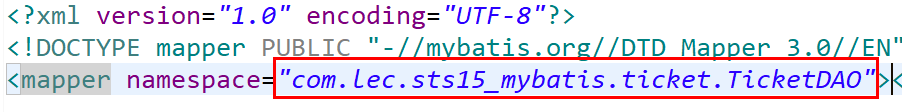 <?xml version="1.0" encoding="UTF-8"?>
<!DOCTYPE mapper PUBLIC "-//mybatis.org//DTD Mapper 3.0//EN"
<mapper namespace="com.lec.sts15_mybatis.ticket.TicketDAO"><